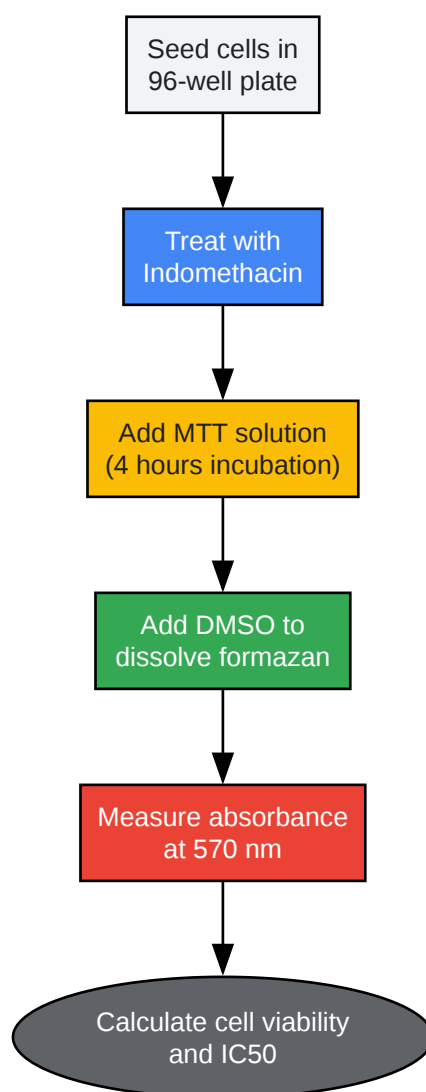 Seed cells in
96-well plate
Treat with
Indomethacin
Add MTT solution
(4 hours incubation)
Add DMSO to
dissolve formazan
Measure absorbance
at 570 nm
Calculate cell viability
and IC50